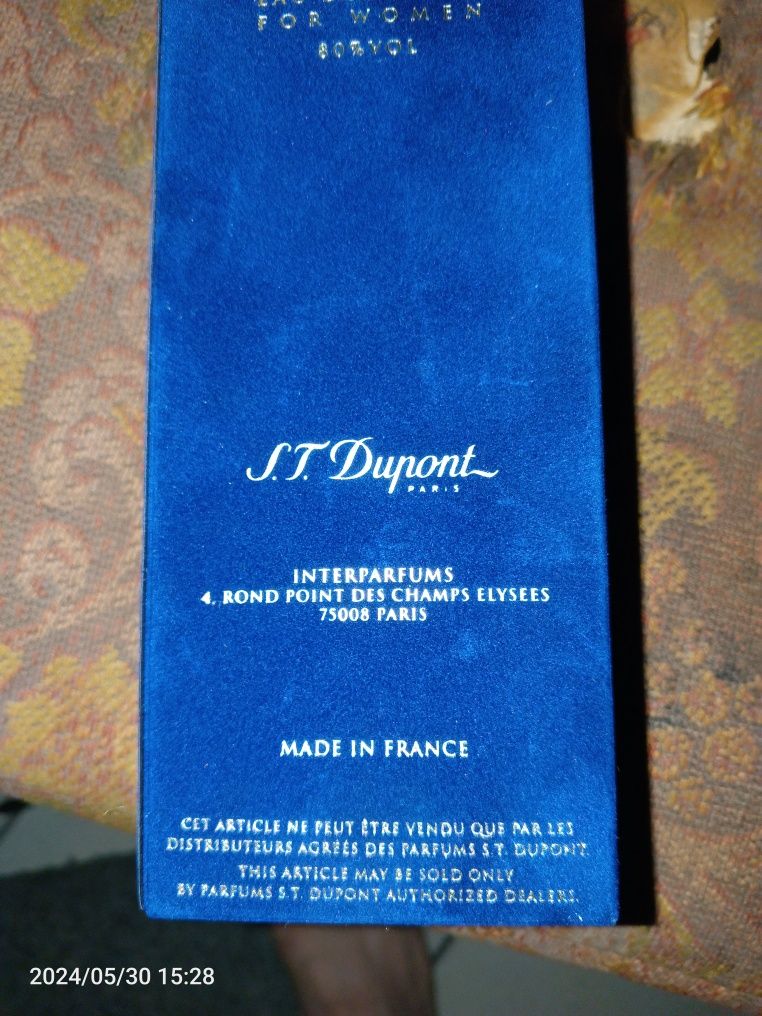 FOR WOMEN
80%VOL
S.T. Dupont
PARIS
INTERPARFUMS
4, ROND POINT DES CHAMPS ELYSEES
75008 PARIS
MADE IN FRANCE
CET ARTICLE NE PEUT ÊTRE VENDU QUE PAR LES
DISTRIBUTEURS AGRÉÉS DES PARFUMS S.T. DUPONT.
THIS ARTICLE MAY BE SOLD ONLY
BY PARFUMS S.T. DUPONT AUTHORIZED DEALERS.
2024/05/30 15:28